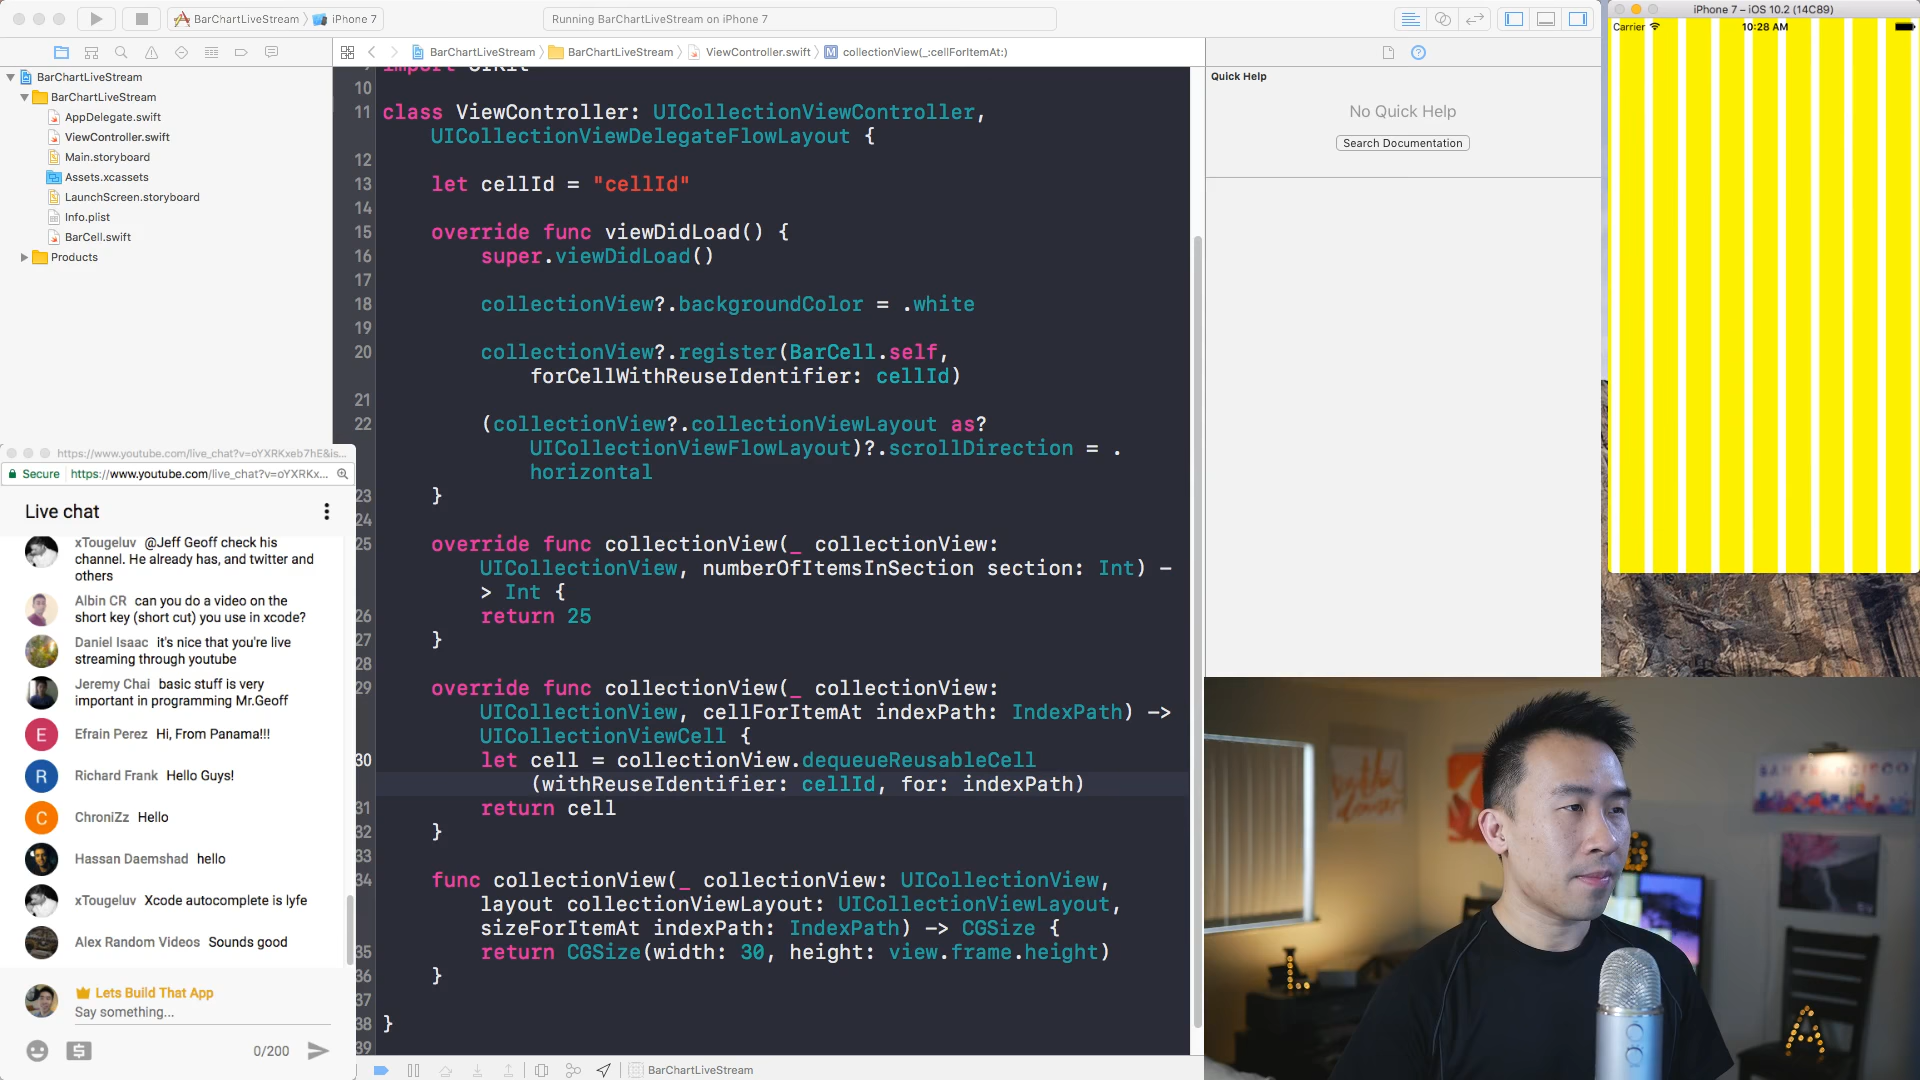 BarChartLiveStream
iPhone 7
Running BarChartLiveStream on iPhone 7
iPhone 7 – iOS 10.2 (14C89)
Carrier
10:28 AM
BarChartLiveStream
BarChartLiveStream
ViewController.swift
M
collectionView(_:cellForItemAt:)
BarChartLiveStream
BarChartLiveStream
AppDelegate.swift
ViewController.swift
Main.storyboard
Assets.xcassets
LaunchScreen.storyboard
Info.plist
BarCell.swift
Products
Quick Help
No Quick Help
Search Documentation
import UIKit
10
11 class ViewController: UICollectionViewController,
UICollectionViewDelegateFlowLayout {
12
13 let cellId = "cellId"
14
15 override func viewDidLoad() {
16 super.viewDidLoad()
17
18 collectionView?.backgroundColor = .white
19
20 collectionView?.register(BarCell.self,
forCellWithReuseIdentifier: cellId)
21
22 (collectionView?.collectionViewLayout as?
UICollectionViewFlowLayout)?.scrollDirection = .
horizontal
23 }
24
25 override func collectionView(_ collectionView:
UICollectionView, numberOfItemsInSection section: Int) –
> Int {
26 return 25
27 }
28
29 override func collectionView(_ collectionView:
UICollectionView, cellForItemAt indexPath: IndexPath) ->
UICollectionViewCell {
30 let cell = collectionView.dequeueReusableCell
(withReuseIdentifier: cellId, for: indexPath)
31 return cell
32 }
33
34 func collectionView(_ collectionView: UICollectionView,
layout collectionViewLayout: UICollectionViewLayout,
sizeForItemAt indexPath: IndexPath) -> CGSize {
35 return CGSize(width: 30, height: view.frame.height)
36 }
37
38 }
39
BarChartLiveStream
https://www.youtube.com/live_chat?v=oYXRKxeb7hE&is...
Secure
https://www.youtube.com/live_chat?v=oYXRKx...
Live chat
xTougeluv @Jeff Geoff check his
channel. He already has, and twitter and
others
Albin CR can you do a video on the
short key (short cut) you use in xcode?
Daniel Isaac it's nice that you're live
streaming through youtube
Jeremy Chai basic stuff is very
important in programming Mr.Geoff
E
Efrain Perez Hi, From Panama!!!
R
Richard Frank Hello Guys!
C
ChroniZz Hello
Hassan Daemshad hello
xTougeluv Xcode autocomplete is lyfe
Alex Random Videos Sounds good
Lets Build That App
Say something...
0/200
SAN FRANCISCO
L
B
A